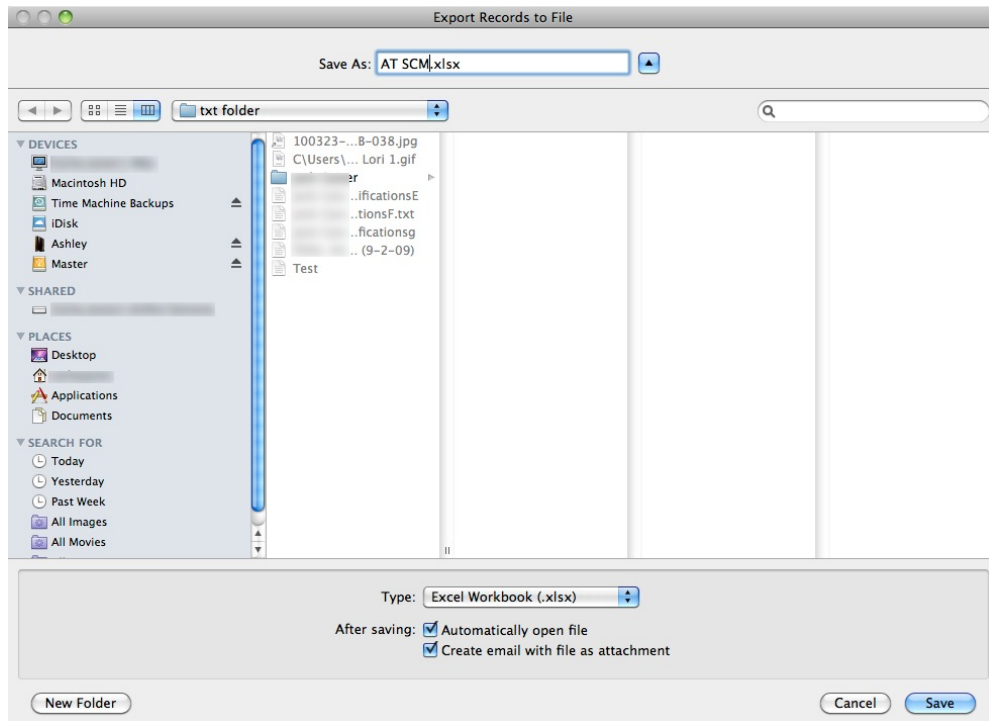 Export Records to File
Save As: AT SCM.xlsx
txt folder
DEVICES
Macintosh HD
Time Machine Backups
iDisk
Ashley
Master
SHARED
PLACES
Desktop
Applications
Documents
SEARCH FOR
Today
Yesterday
Past Week
All Images
All Movies
100323-...B-038.jpg
C\Users\... Lori 1.gif
er
..ificationsE
..tionsF.txt
..ficationsg
.. (9-2-09)
Test
Type: Excel Workbook (.xlsx)
After saving: Automatically open file
Create email with file as attachment
New Folder
Cancel Save